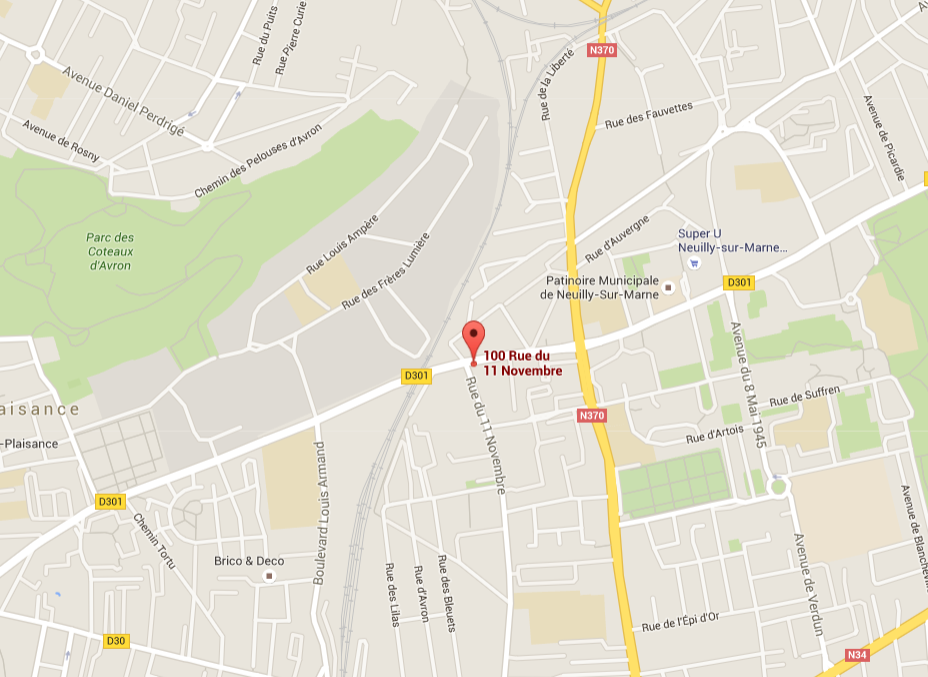 Rue du Puits
Rue Pierre Curie
N370
Avenue Daniel Perdrigé
Rue de la Liberté
Rue des Fauvettes
Avenue de Picardie
Avenue de Rosny
Chemin des Pelouses d'Avron
Parc des
Coteaux
d'Avron
Rue Louis Ampère
Rue des Frères Lumière
Rue d'Auvergne
Super U
Neuilly-sur-Marne...
Patinoire Municipale
de Neuilly-Sur-Marne
D301
100 Rue du
11 Novembre
D301
Rue du 11 Novembre
Avenue du 8 Mai 1945
Rue de Suffren
aisance
N370
Rue d'Artois
-Plaisance
Boulevard Louis Armand
D301
Chemin Tortu
Brico & Deco
Rue des Lilas
Rue d'Avron
Rue des Bleuets
Avenue de Verdun
Rue de l'Épi d'Or
D30
N34